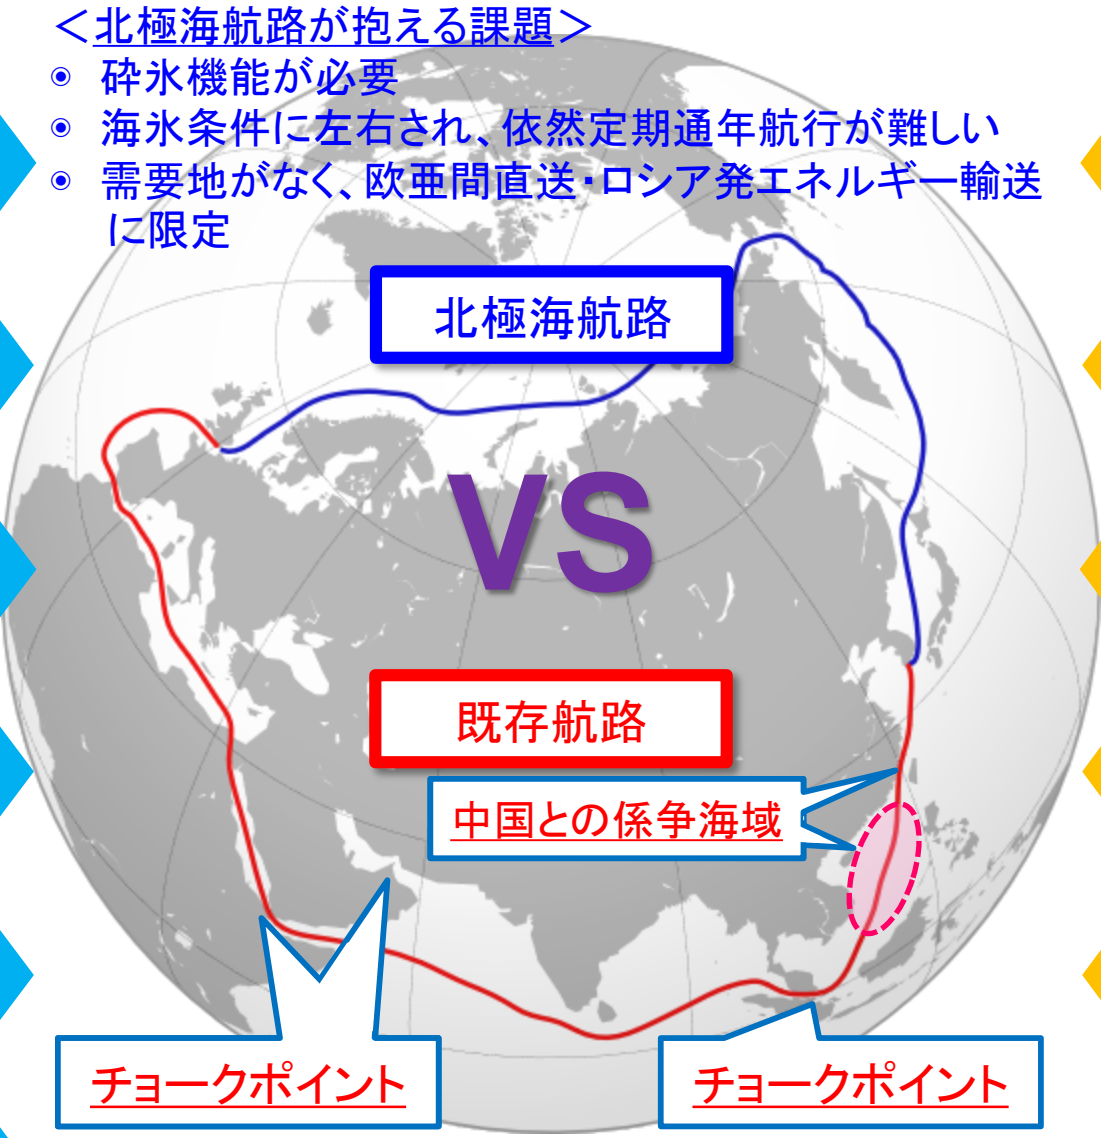 ＜北極海航路が抱える課題＞
◉ 砕氷機能が必要
◉ 海氷条件に左右され、依然定期通年航行が難しい
◉ 需要地がなく、欧亜間直送・ロシア発エネルギー輸送
に限定
北極海航路
VS
既存航路
中国との係争海域
チョークポイント
チョークポイント